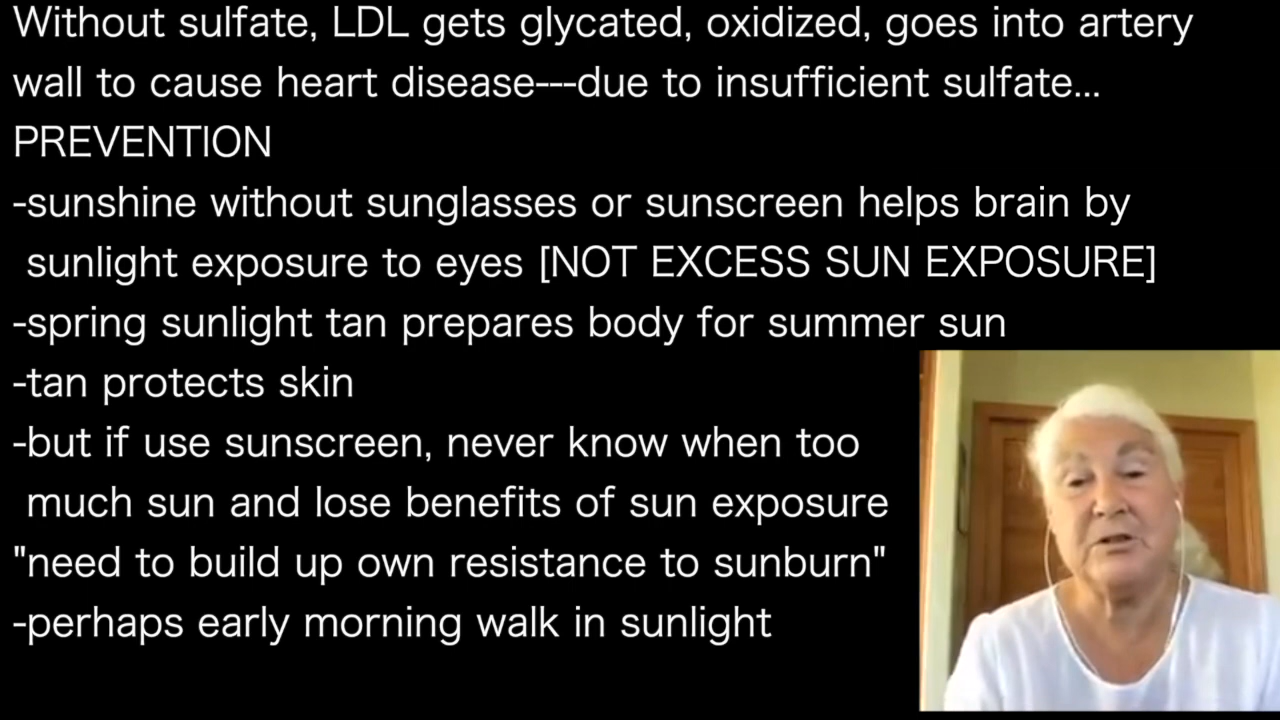 Without sulfate, LDL gets glycated, oxidized, goes into artery
wall to cause heart disease---due to insufficient sulfate...
PREVENTION
-sunshine without sunglasses or sunscreen helps brain by
sunlight exposure to eyes [NOT EXCESS SUN EXPOSURE]
-spring sunlight tan prepares body for summer sun
-tan protects skin
-but if use sunscreen, never know when too
much sun and lose benefits of sun exposure
"need to build up own resistance to sunburn"
-perhaps early morning walk in sunlight